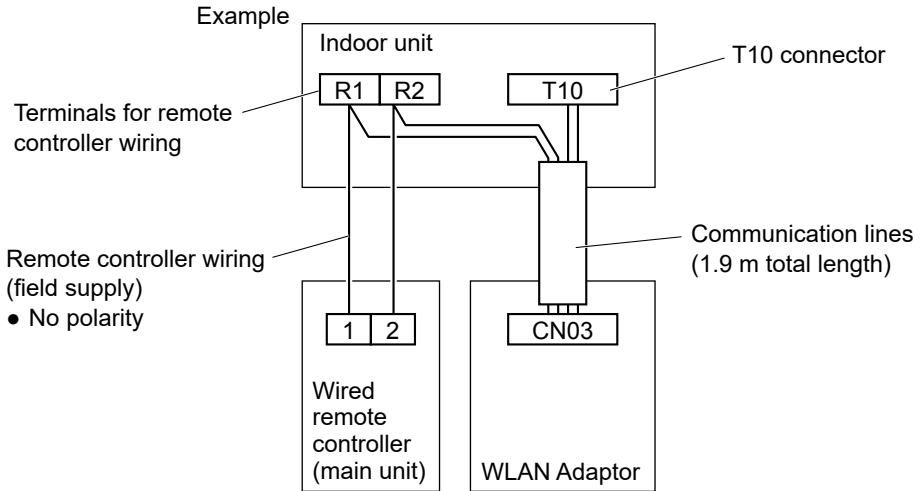 Example
Indoor unit
R1 R2
T10
T10 connector
Terminals for remote
controller wiring
Remote controller wiring
(field supply)
● No polarity
Communication lines
(1.9 m total length)
1 2
CN03
Wired
remote
controller
(main unit)
WLAN Adaptor